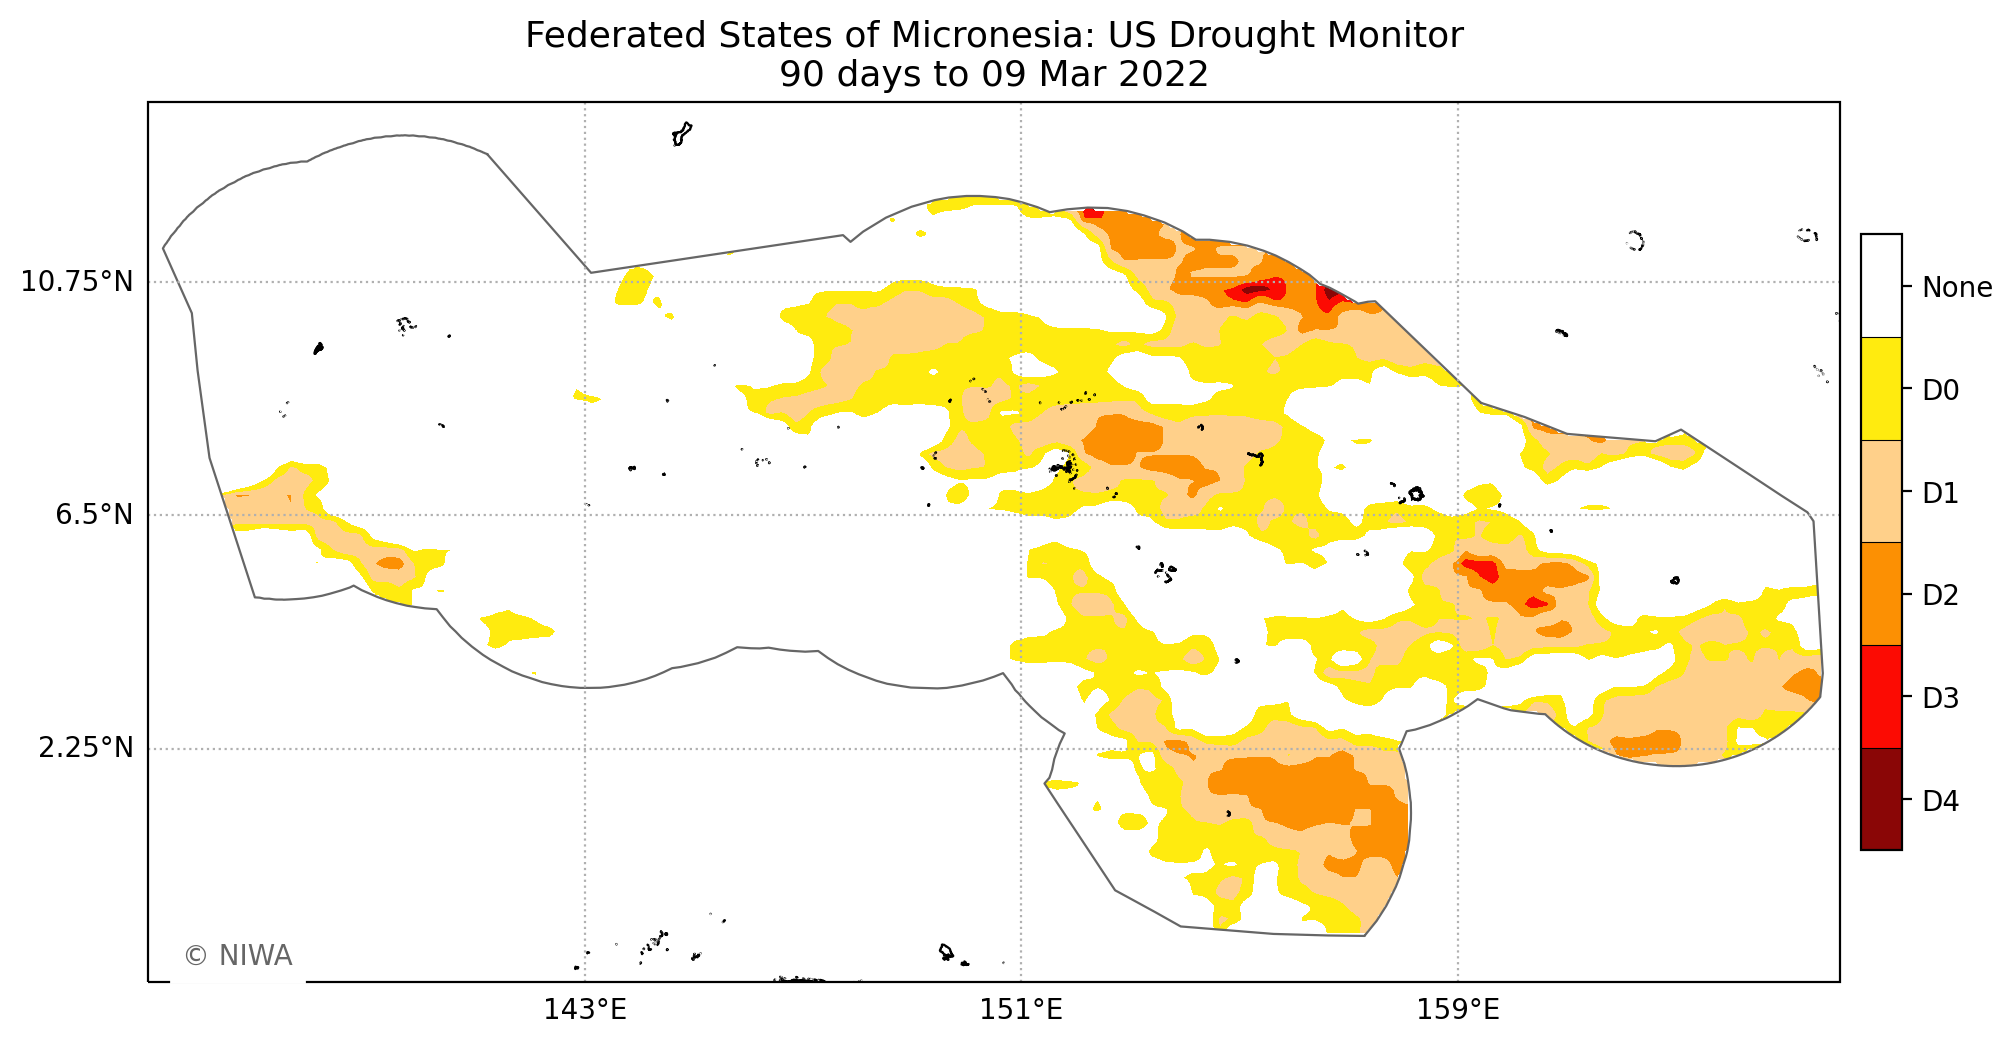 Federated States of Micronesia: US Drought Monitor
90 days to 09 Mar 2022
10.75°N
6.5°N
2.25°N
143°E
151°E
159°E
None
D0
D1
D2
D3
D4
© NIWA